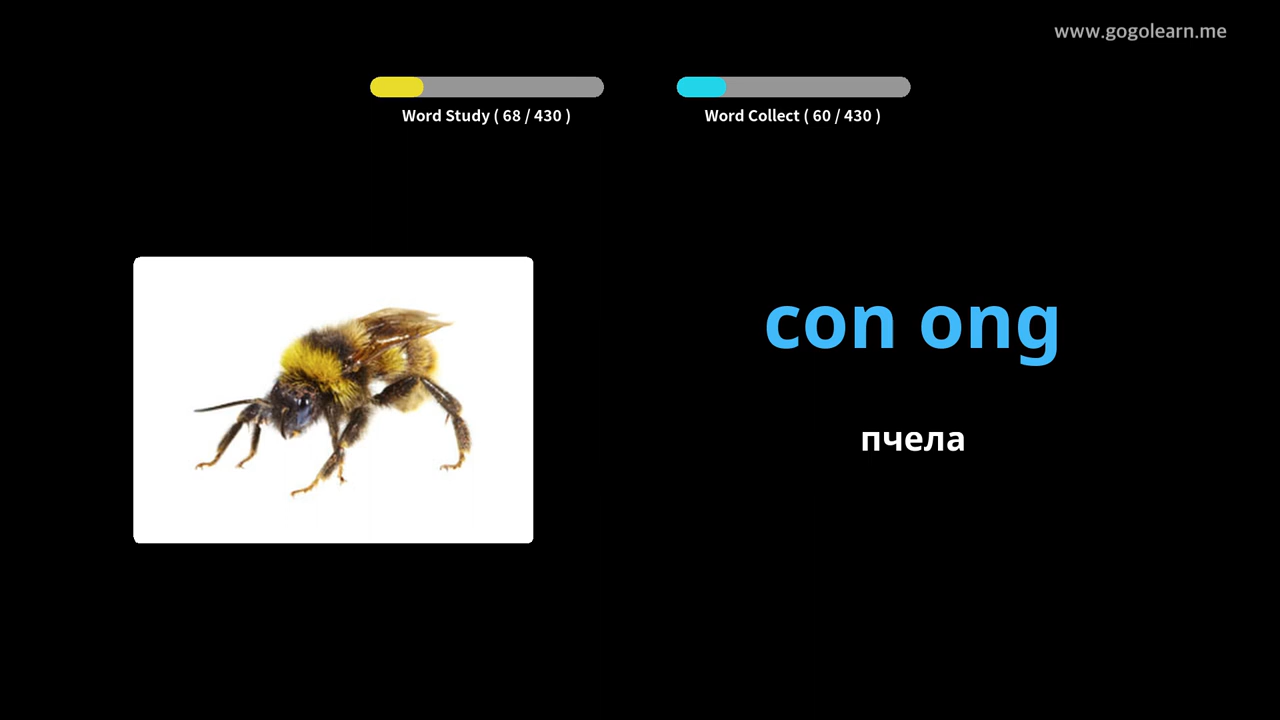 www.gogolearn.me
Word Study ( 68 / 430 )
Word Collect ( 60 / 430 )
con ong
пчела